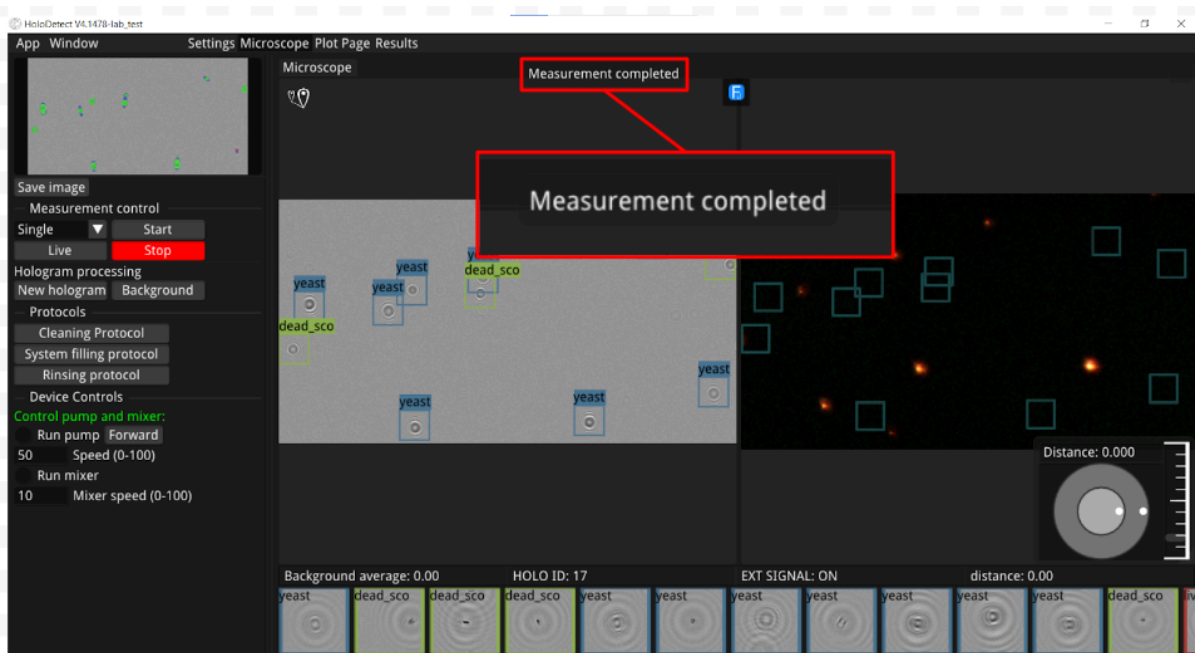 HoloDetect V4.1478-lab_test
App Window Settings Microscope Plot Page Results
Microscope
Measurement completed
Measurement completed
Save image
Measurement control
Single Start
Live Stop
Hologram processing
New hologram Background
Protocols
Cleaning Protocol
System filling protocol
Rinsing protocol
Device Controls
Control pump and mixer:
Run pump Forward
50 Speed (0-100)
Run mixer
10 Mixer speed (0-100)
yeast
dead_sco
yeast
yeast
dead_sco
yeast
yeast
yeast
Distance: 0.000
Background average: 0.00 HOLO ID: 17 EXT SIGNAL: ON distance: 0.00
yeast dead_sco dead_sco dead_sco yeast yeast yeast yeast yeast yeast yeast dead_sco